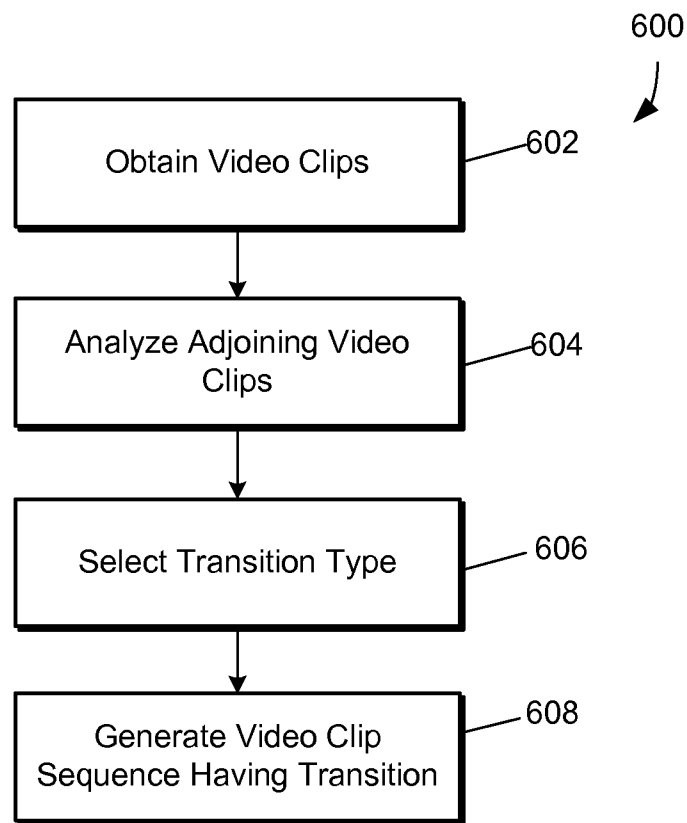 600
Obtain Video Clips
602
Analyze Adjoining Video
Clips
604
Select Transition Type
606
Generate Video Clip
Sequence Having Transition
608